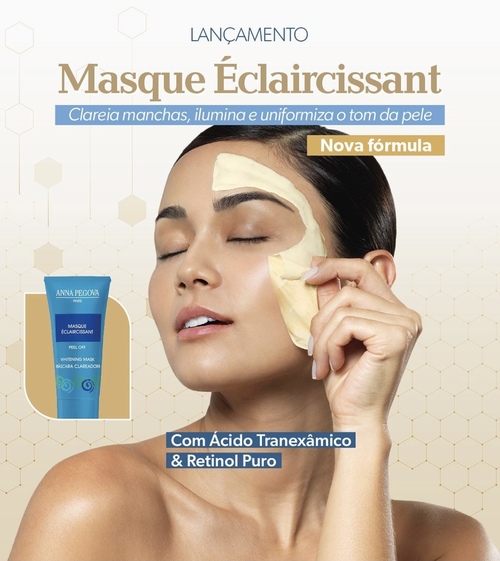 LANÇAMENTO
Masque Éclaircissant
Clareia manchas, ilumina e uniformiza o tom da pele
Nova fórmula
ANNA PEGOVA
PARIS
MASQUE
ÉCLAIRCISSANT
PEEL OFF
WHITENING MASK
MÁSCARA CLAREADORA
Com Ácido Tranexâmico
& Retinol Puro